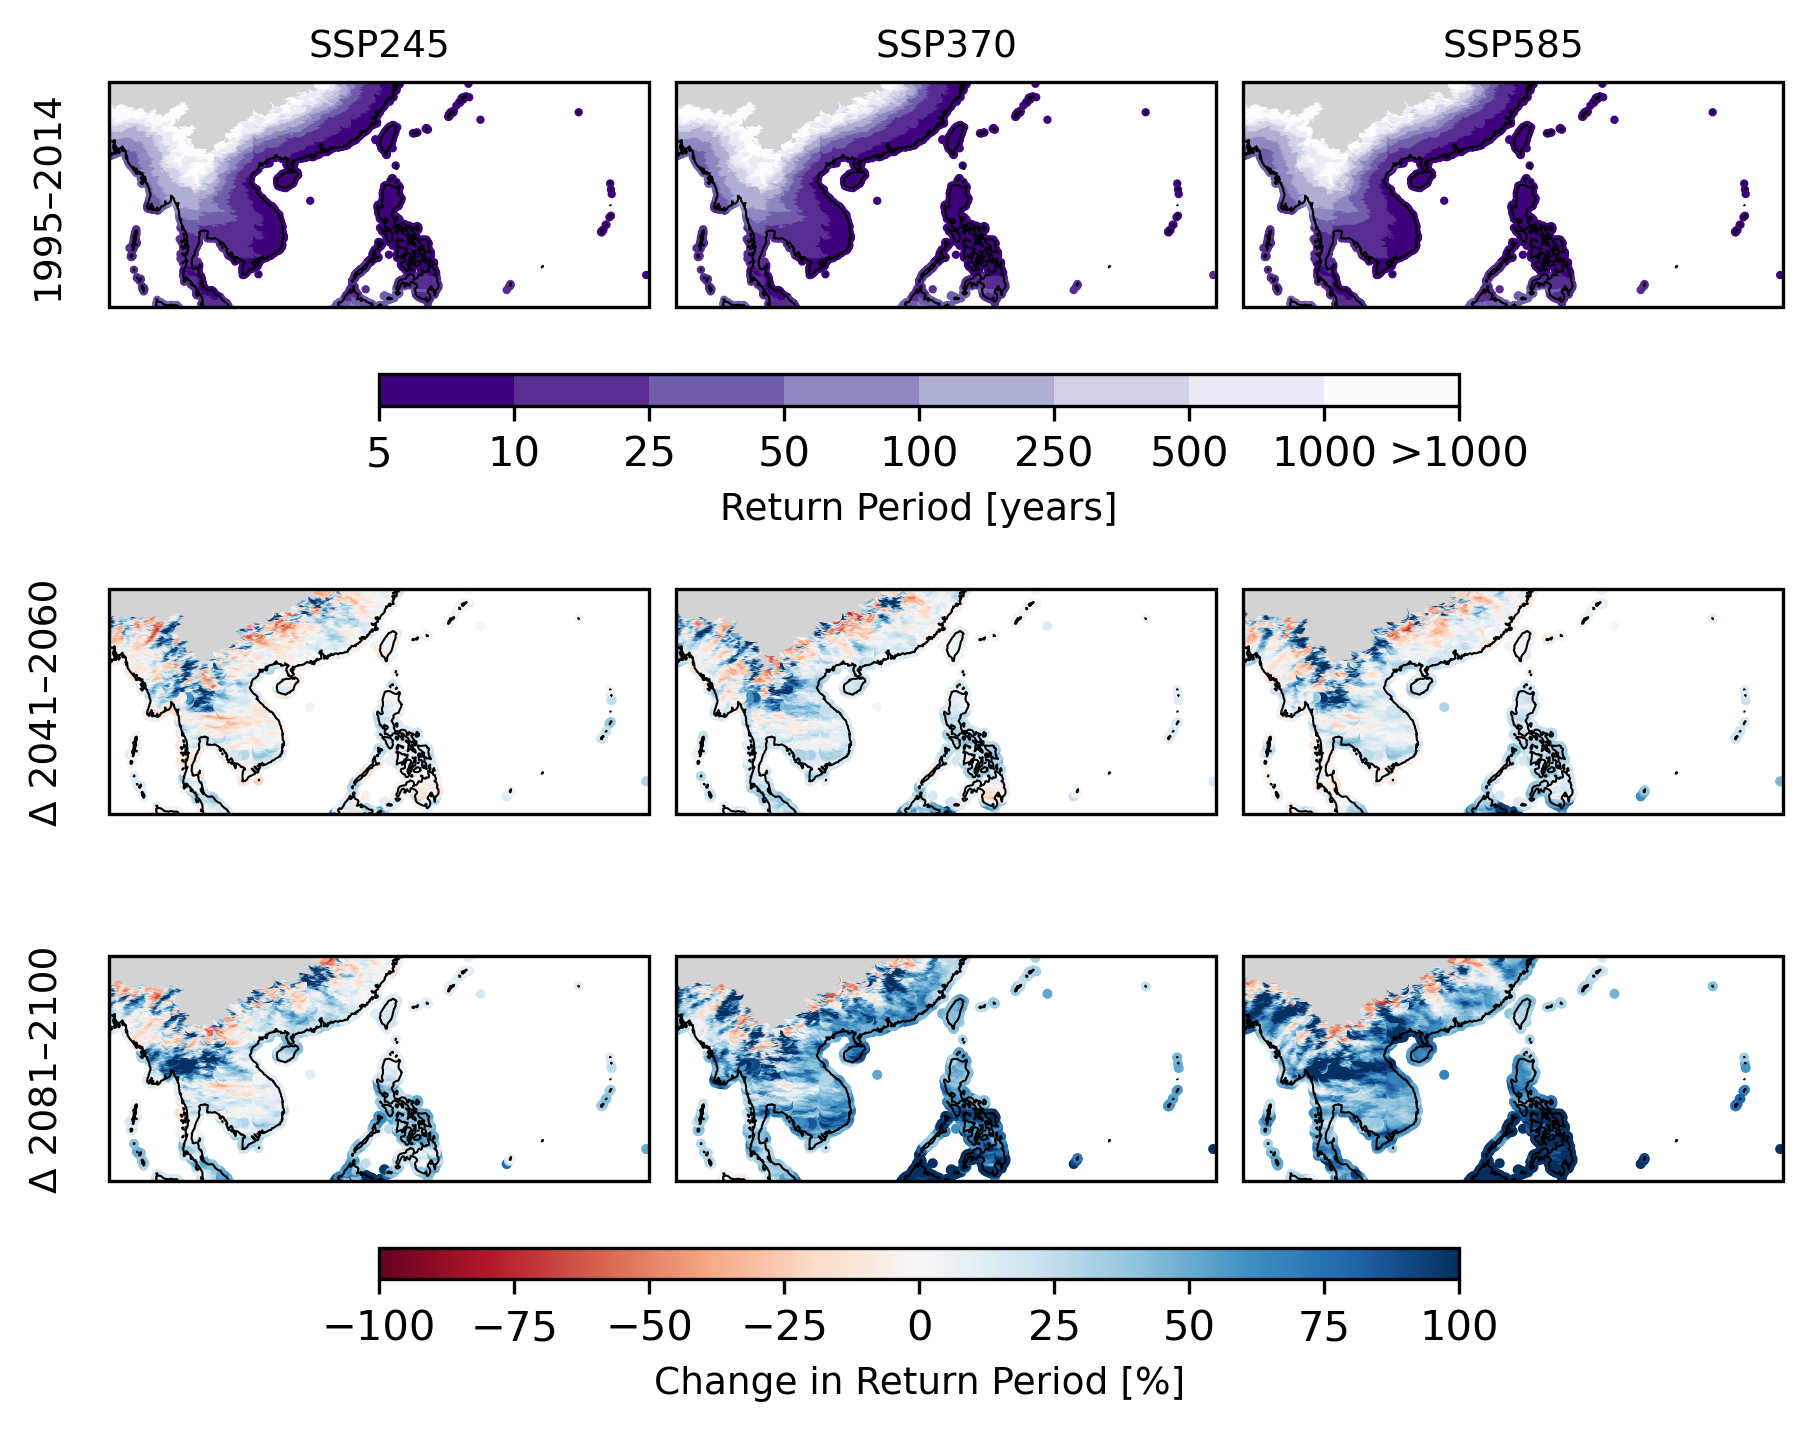 SSP245 SSP370 SSP585
1995–2014
5 10 25 50 100 250 500 1000 >1000
Return Period [years]
Δ 2041–2060
Δ 2081–2100
−100 −75 −50 −25 0 25 50 75 100
Change in Return Period [%]